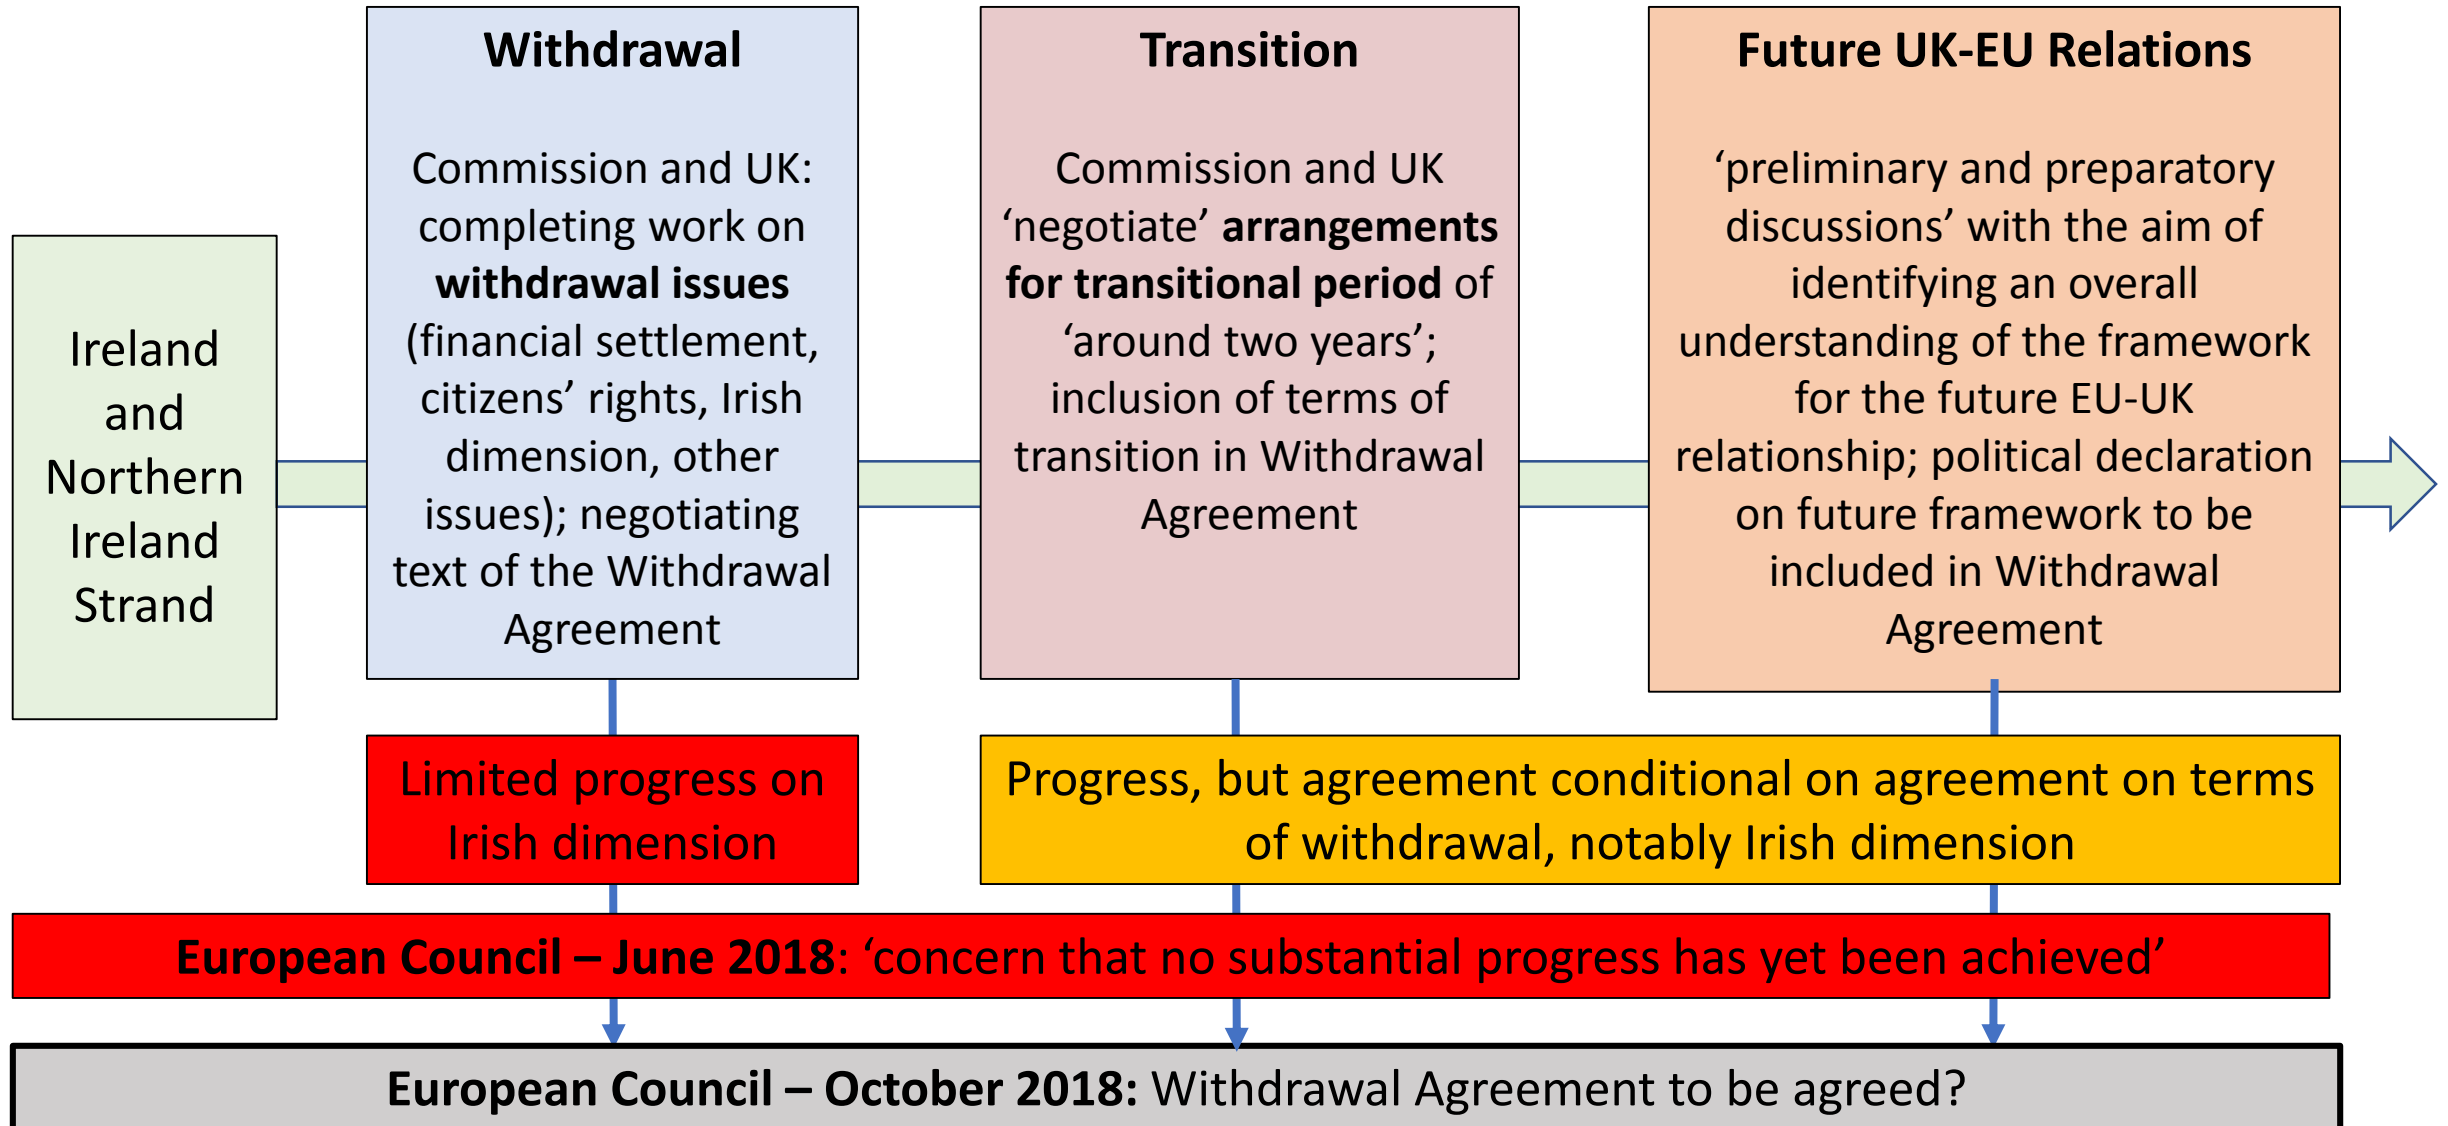 Ireland
and
Northern
Ireland
Strand
Withdrawal
Commission and UK:
completing work on
withdrawal issues
(financial settlement,
citizens’ rights, Irish
dimension, other
issues); negotiating
text of the Withdrawal
Agreement
Transition
Commission and UK
‘negotiate’ arrangements
for transitional period of
‘around two years’;
inclusion of terms of
transition in Withdrawal
Agreement
Future UK-EU Relations
‘preliminary and preparatory
discussions’ with the aim of
identifying an overall
understanding of the framework
for the future EU-UK
relationship; political declaration
on future framework to be
included in Withdrawal
Agreement
Limited progress on
Irish dimension
Progress, but agreement conditional on agreement on terms
of withdrawal, notably Irish dimension
European Council – June 2018: ‘concern that no substantial progress has yet been achieved’
European Council – October 2018: Withdrawal Agreement to be agreed?